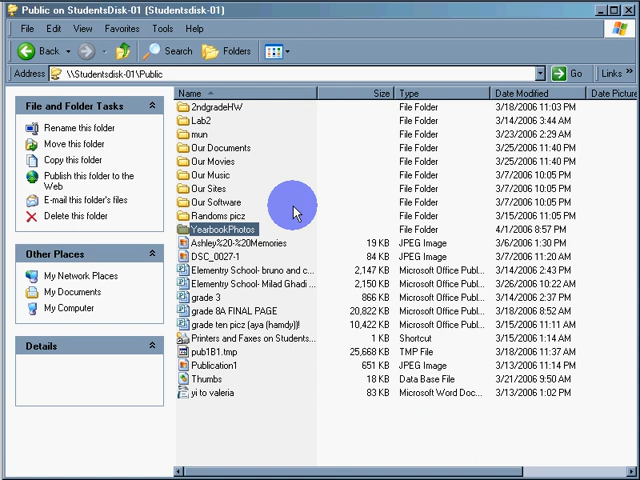 Public on StudentsDisk-01 (Studentsdisk-01)
File Edit View Favorites Tools Help
Back Search Folders
Address \\Studentsdisk-01\Public Go Links »
File and Folder Tasks
Rename this folder
Move this folder
Copy this folder
Publish this folder to the
Web
E-mail this folder's files
Delete this folder
Other Places
My Network Places
My Documents
My Computer
Details
Name Size Type Date Modified Date Picture
2ndgradeHW File Folder 3/18/2006 11:03 PM
Lab2 File Folder 3/14/2006 3:44 AM
mun File Folder 3/23/2006 2:29 AM
Our Documents File Folder 3/25/2006 11:40 PM
Our Movies File Folder 3/25/2006 11:40 PM
Our Music File Folder 3/7/2006 10:05 PM
Our Sites File Folder 3/7/2006 10:05 PM
Our Software File Folder 3/7/2006 10:05 PM
Randoms picz File Folder 3/15/2006 9:14 PM
YearbookPhotos File Folder 4/1/2006 8:57 PM
Ashley%20-%20Memories 19 KB JPEG Image 3/6/2006 1:30 PM
DSC_0027-1 84 KB JPEG Image 3/7/2006 11:20 AM
Elementry School- bruno and c... 2,147 KB Microsoft Office Publ... 3/14/2006 2:43 PM
Elementry School- Milad Ghadi ... 2,150 KB Microsoft Office Publ... 3/26/2006 10:22 AM
grade 3 866 KB Microsoft Office Publ... 3/14/2006 2:37 PM
grade 8A FINAL PAGE 20,822 KB Microsoft Office Publ... 3/18/2006 8:52 AM
grade ten picz (aya (hamdy))! 10,422 KB Microsoft Office Publ... 3/15/2006 11:11 AM
Printers and Faxes on Students... 1 KB Shortcut 3/15/2006 1:14 AM
pub1B1.tmp 25,668 KB TMP File 3/18/2006 11:37 AM
Publication1 651 KB JPEG Image 3/13/2006 11:14 PM
Thumbs 18 KB Data Base File 3/21/2006 9:50 AM
yi to valeria 83 KB Microsoft Word Doc... 3/13/2006 1:02 PM